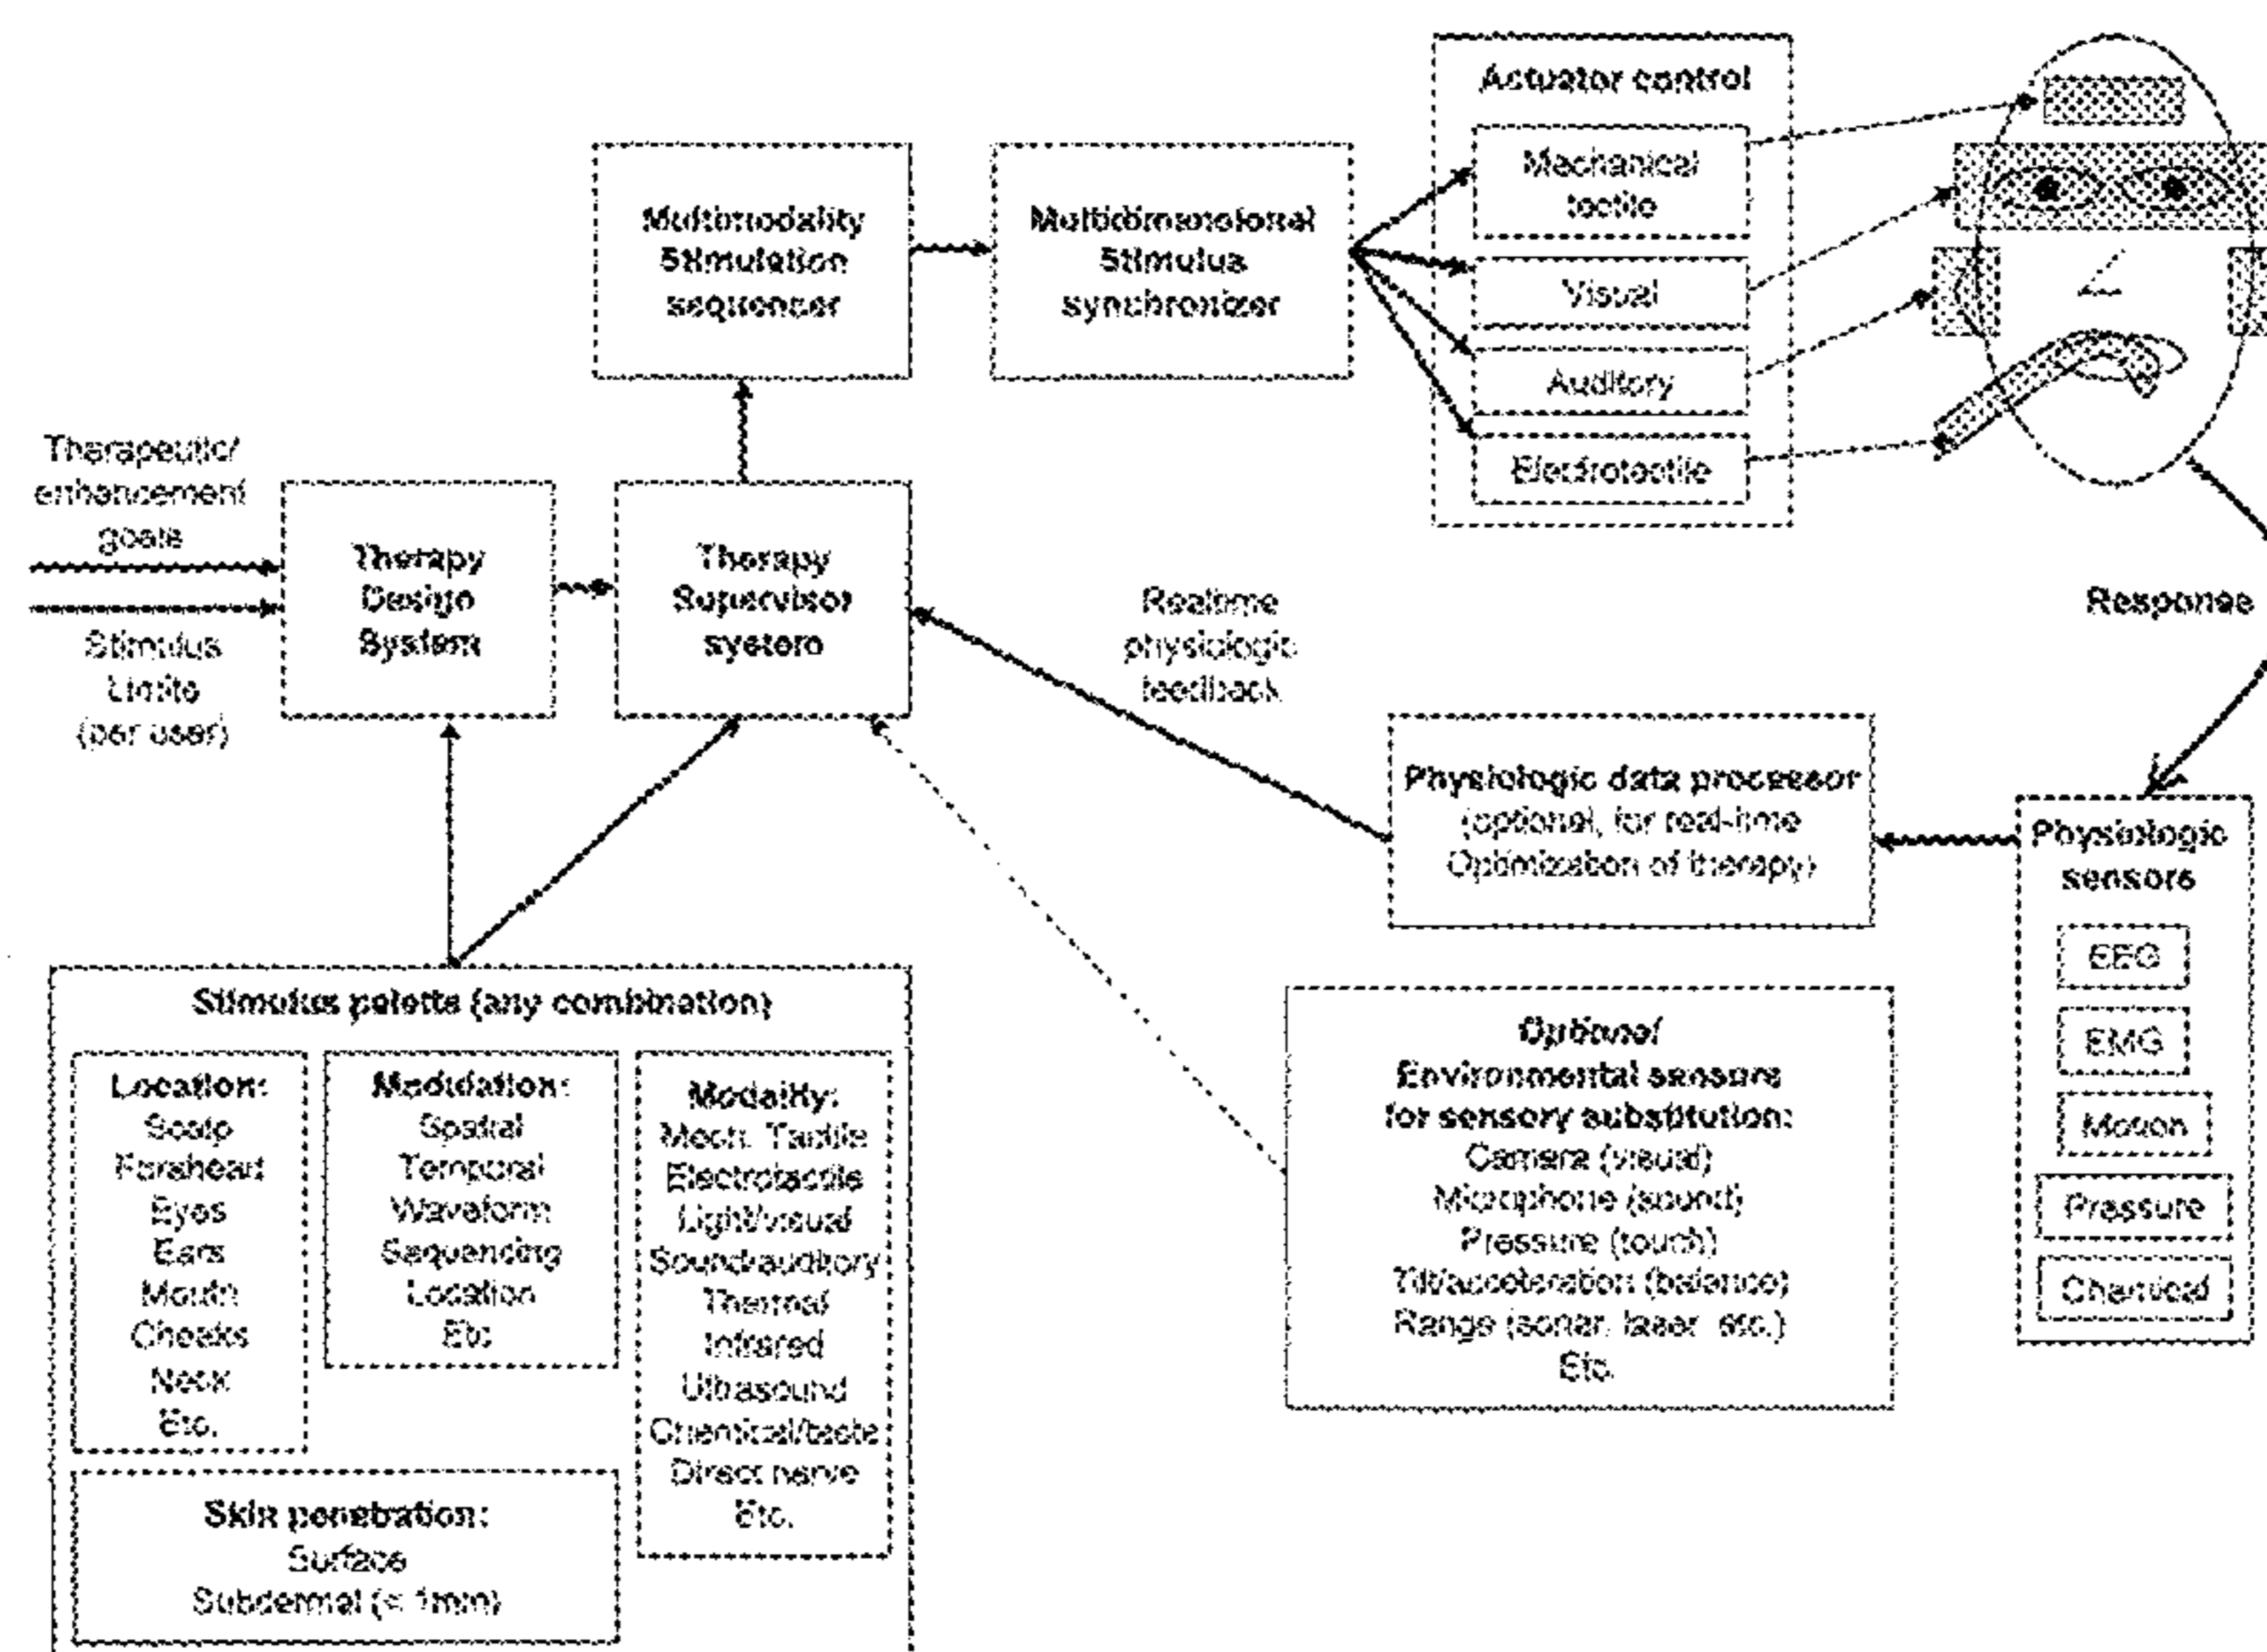 Actuator control
Mechanical
tactile
Visual
Auditory
Electrotactile
Multimodality
Stimulation
sequencer
Multidimensional
Stimulus
synchronizer
Therapeutic/
enhancement
goals
Stimulus
Limits
(per user)
Therapy
Design
System
Therapy
Supervisor
system
Realtime
physiologic
feedback
Response
Physiologic data processor
(optional, for real-time
Optimization of therapy)
Physiologic
sensors
EEG
EMG
Motion
Pressure
Chemical
Stimulus palette (any combination)
Location:
Scalp
Forehead
Eyes
Ears
Mouth
Cheeks
Neck
Etc.
Modulation:
Spatial
Temporal
Waveform
Sequencing
Location
Etc
Modality:
Mech. Tactile
Electrotactile
Light/visual
Sound/auditory
Thermal
Infrared
Ultrasound
Chemical/taste
Direct nerve
Etc.
Skin penetration:
Surface
Subdermal (< 1mm)
Optional
Environmental sensors
for sensory substitution:
Camera (visual)
Microphone (sound)
Pressure (touch)
Tilt/acceleration (balance)
Range (sonar, laser, etc.)
Etc.